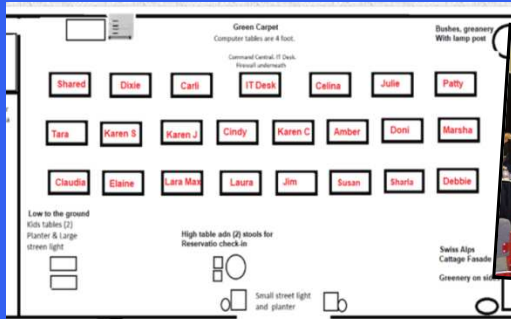 Green Carpet
Computer tables are 4 foot.
Bushes, greenery
With lamp post
Command Central. IT Desk.
Firewall underneath
Shared Dixie Carli IT Desk Celina Julie Patty
Tara Karen S Karen J Cindy Karen C Amber Doni Marsha
Claudia Elaine Lara Max Laura Jim Susan Sharla Debbie
Low to the ground
Kids tables (2)
Planter & Large
streen light
High table adn (2) stools for
Reservatio check-in
Swiss Alps
Cattage Fasade
Greenery on
Small street light
and planter